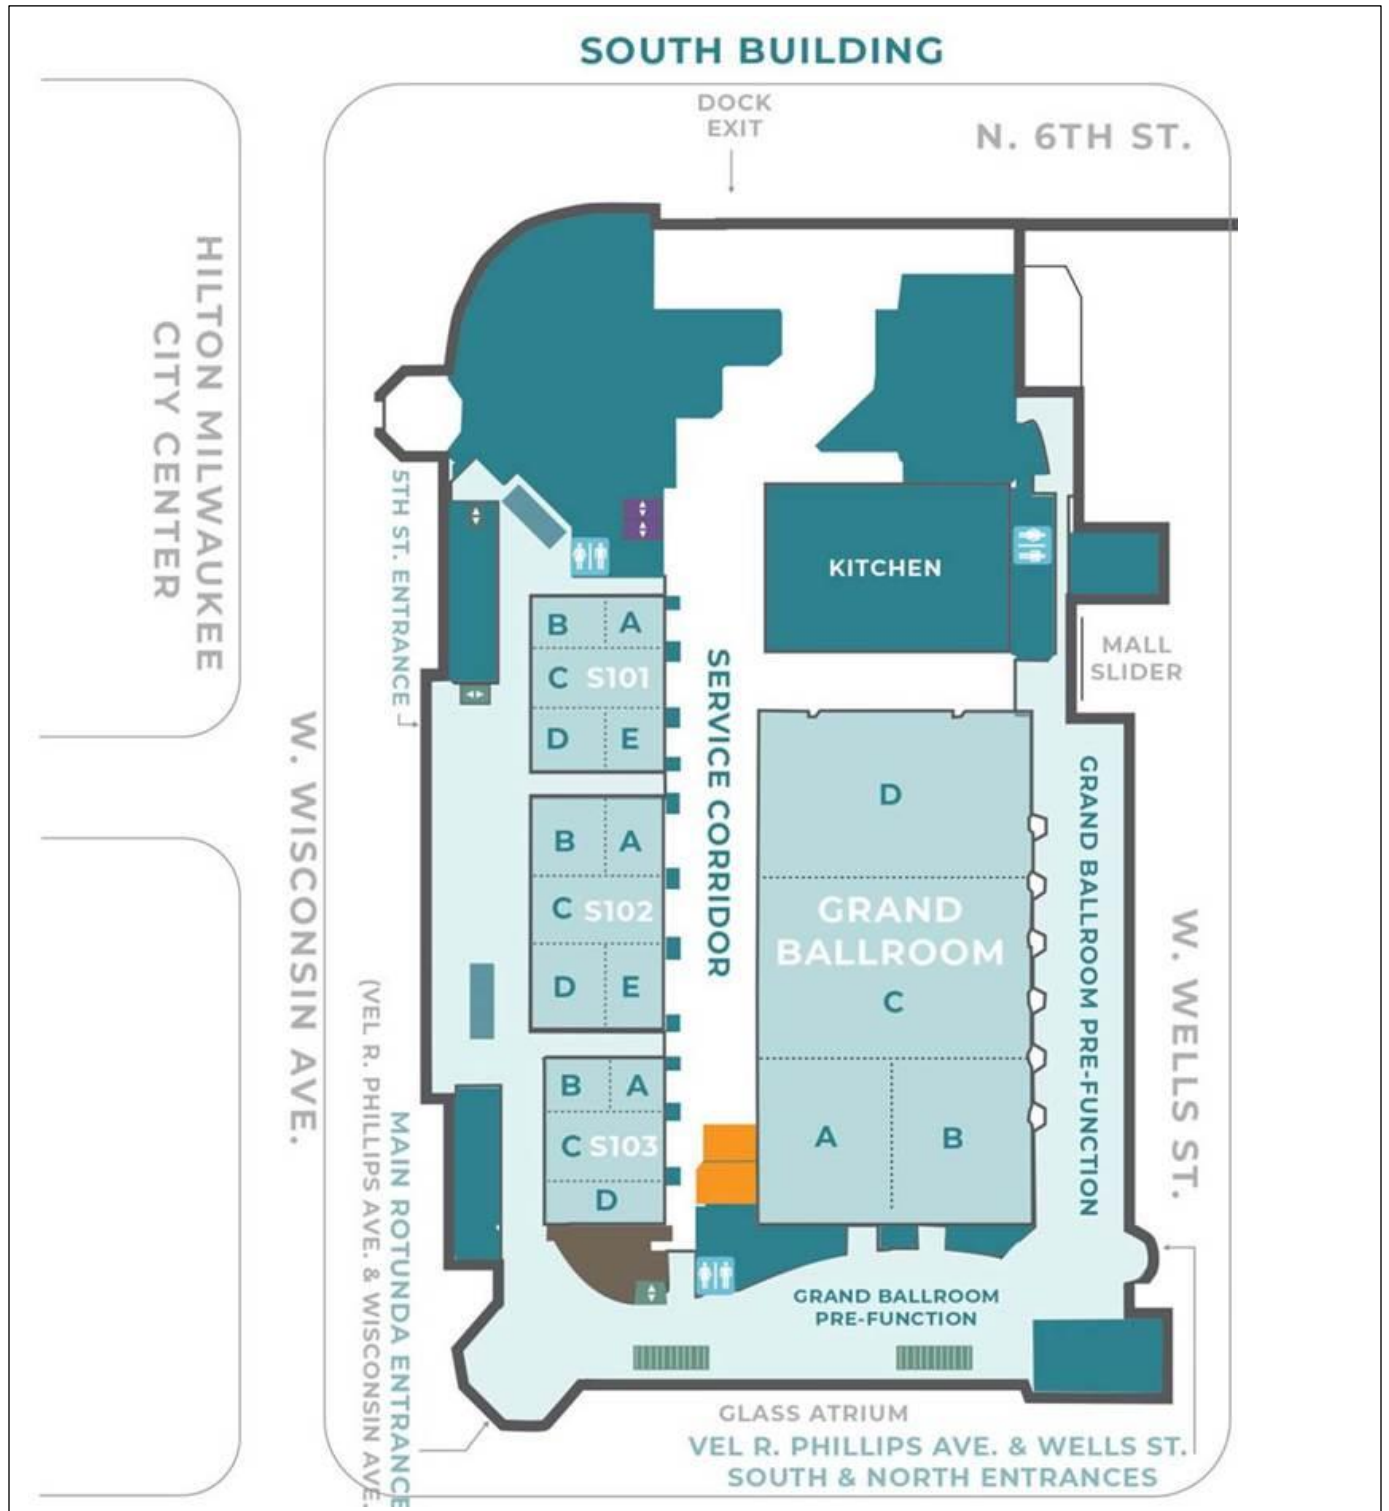 SOUTH BUILDING
DOCK
EXIT
N. 6TH ST.
HILTON MILWAUKEE
CITY CENTER
5TH ST. ENTRANCE
KITCHEN
MALL
SLIDER
B A
C S101
D E
SERVICE CORRIDOR
W. WISCONSIN AVE.
B A
C S102
D E
D
GRAND
BALLROOM
C
A B
GRAND BALLROOM PRE-FUNCTION
W. WELLS ST.
B A
C S103
D
MAIN ROTUNDA ENTRANCE
(VEL R. PHILLIPS AVE. & WISCONSIN AVE.
GRAND BALLROOM
PRE-FUNCTION
GLASS ATRIUM
VEL R. PHILLIPS AVE. & WELLS ST.
SOUTH & NORTH ENTRANCES